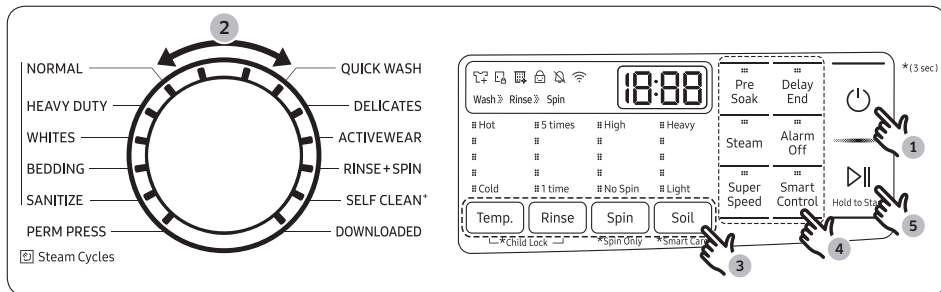 2
NORMAL
HEAVY DUTY
WHITES
BEDDING
SANITIZE
PERM PRESS
Steam Cycles
QUICK WASH
DELICATES
ACTIVEWEAR
RINSE+SPIN
SELF CLEAN*
DOWNLOADED
18:88
Wash» Rinse» Spin
Hot 5 times High Heavy
Cold 1 time No Spin Light
Temp. Rinse Spin Soil
*Child Lock *Spin Only *Smart Care
3
Pre Soak
Delay End
Steam
Alarm Off
Super Speed
Smart Control
4
*(3 sec)
1
Hold to Start
5